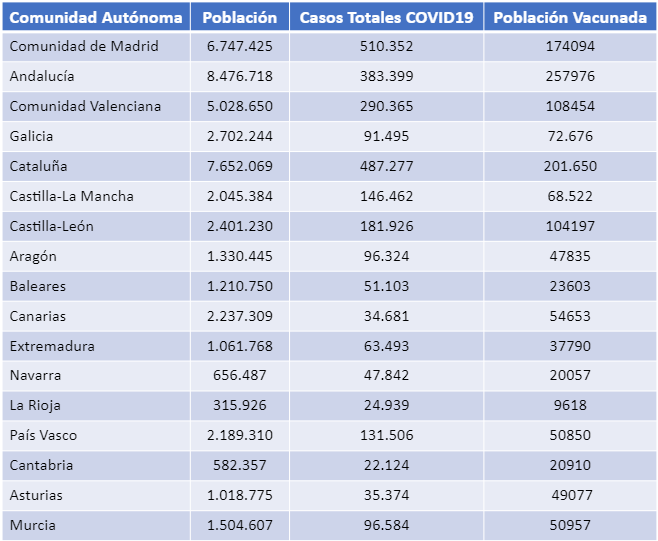 Comunidad Autónoma Población Casos Totales COVID19 Población Vacunada
Comunidad de Madrid 6.747.425 510.352 174094
Andalucía 8.476.718 383.399 257976
Comunidad Valenciana 5.028.650 290.365 108454
Galicia 2.702.244 91.495 72.676
Cataluña 7.652.069 487.277 201.650
Castilla-La Mancha 2.045.384 146.462 68.522
Castilla-León 2.401.230 181.926 104197
Aragón 1.330.445 96.324 47835
Baleares 1.210.750 51.103 23603
Canarias 2.237.309 34.681 54653
Extremadura 1.061.768 63.493 37790
Navarra 656.487 47.842 20057
La Rioja 315.926 24.939 9618
País Vasco 2.189.310 131.506 50850
Cantabria 582.357 22.124 20910
Asturias 1.018.775 35.374 49077
Murcia 1.504.607 96.584 50957